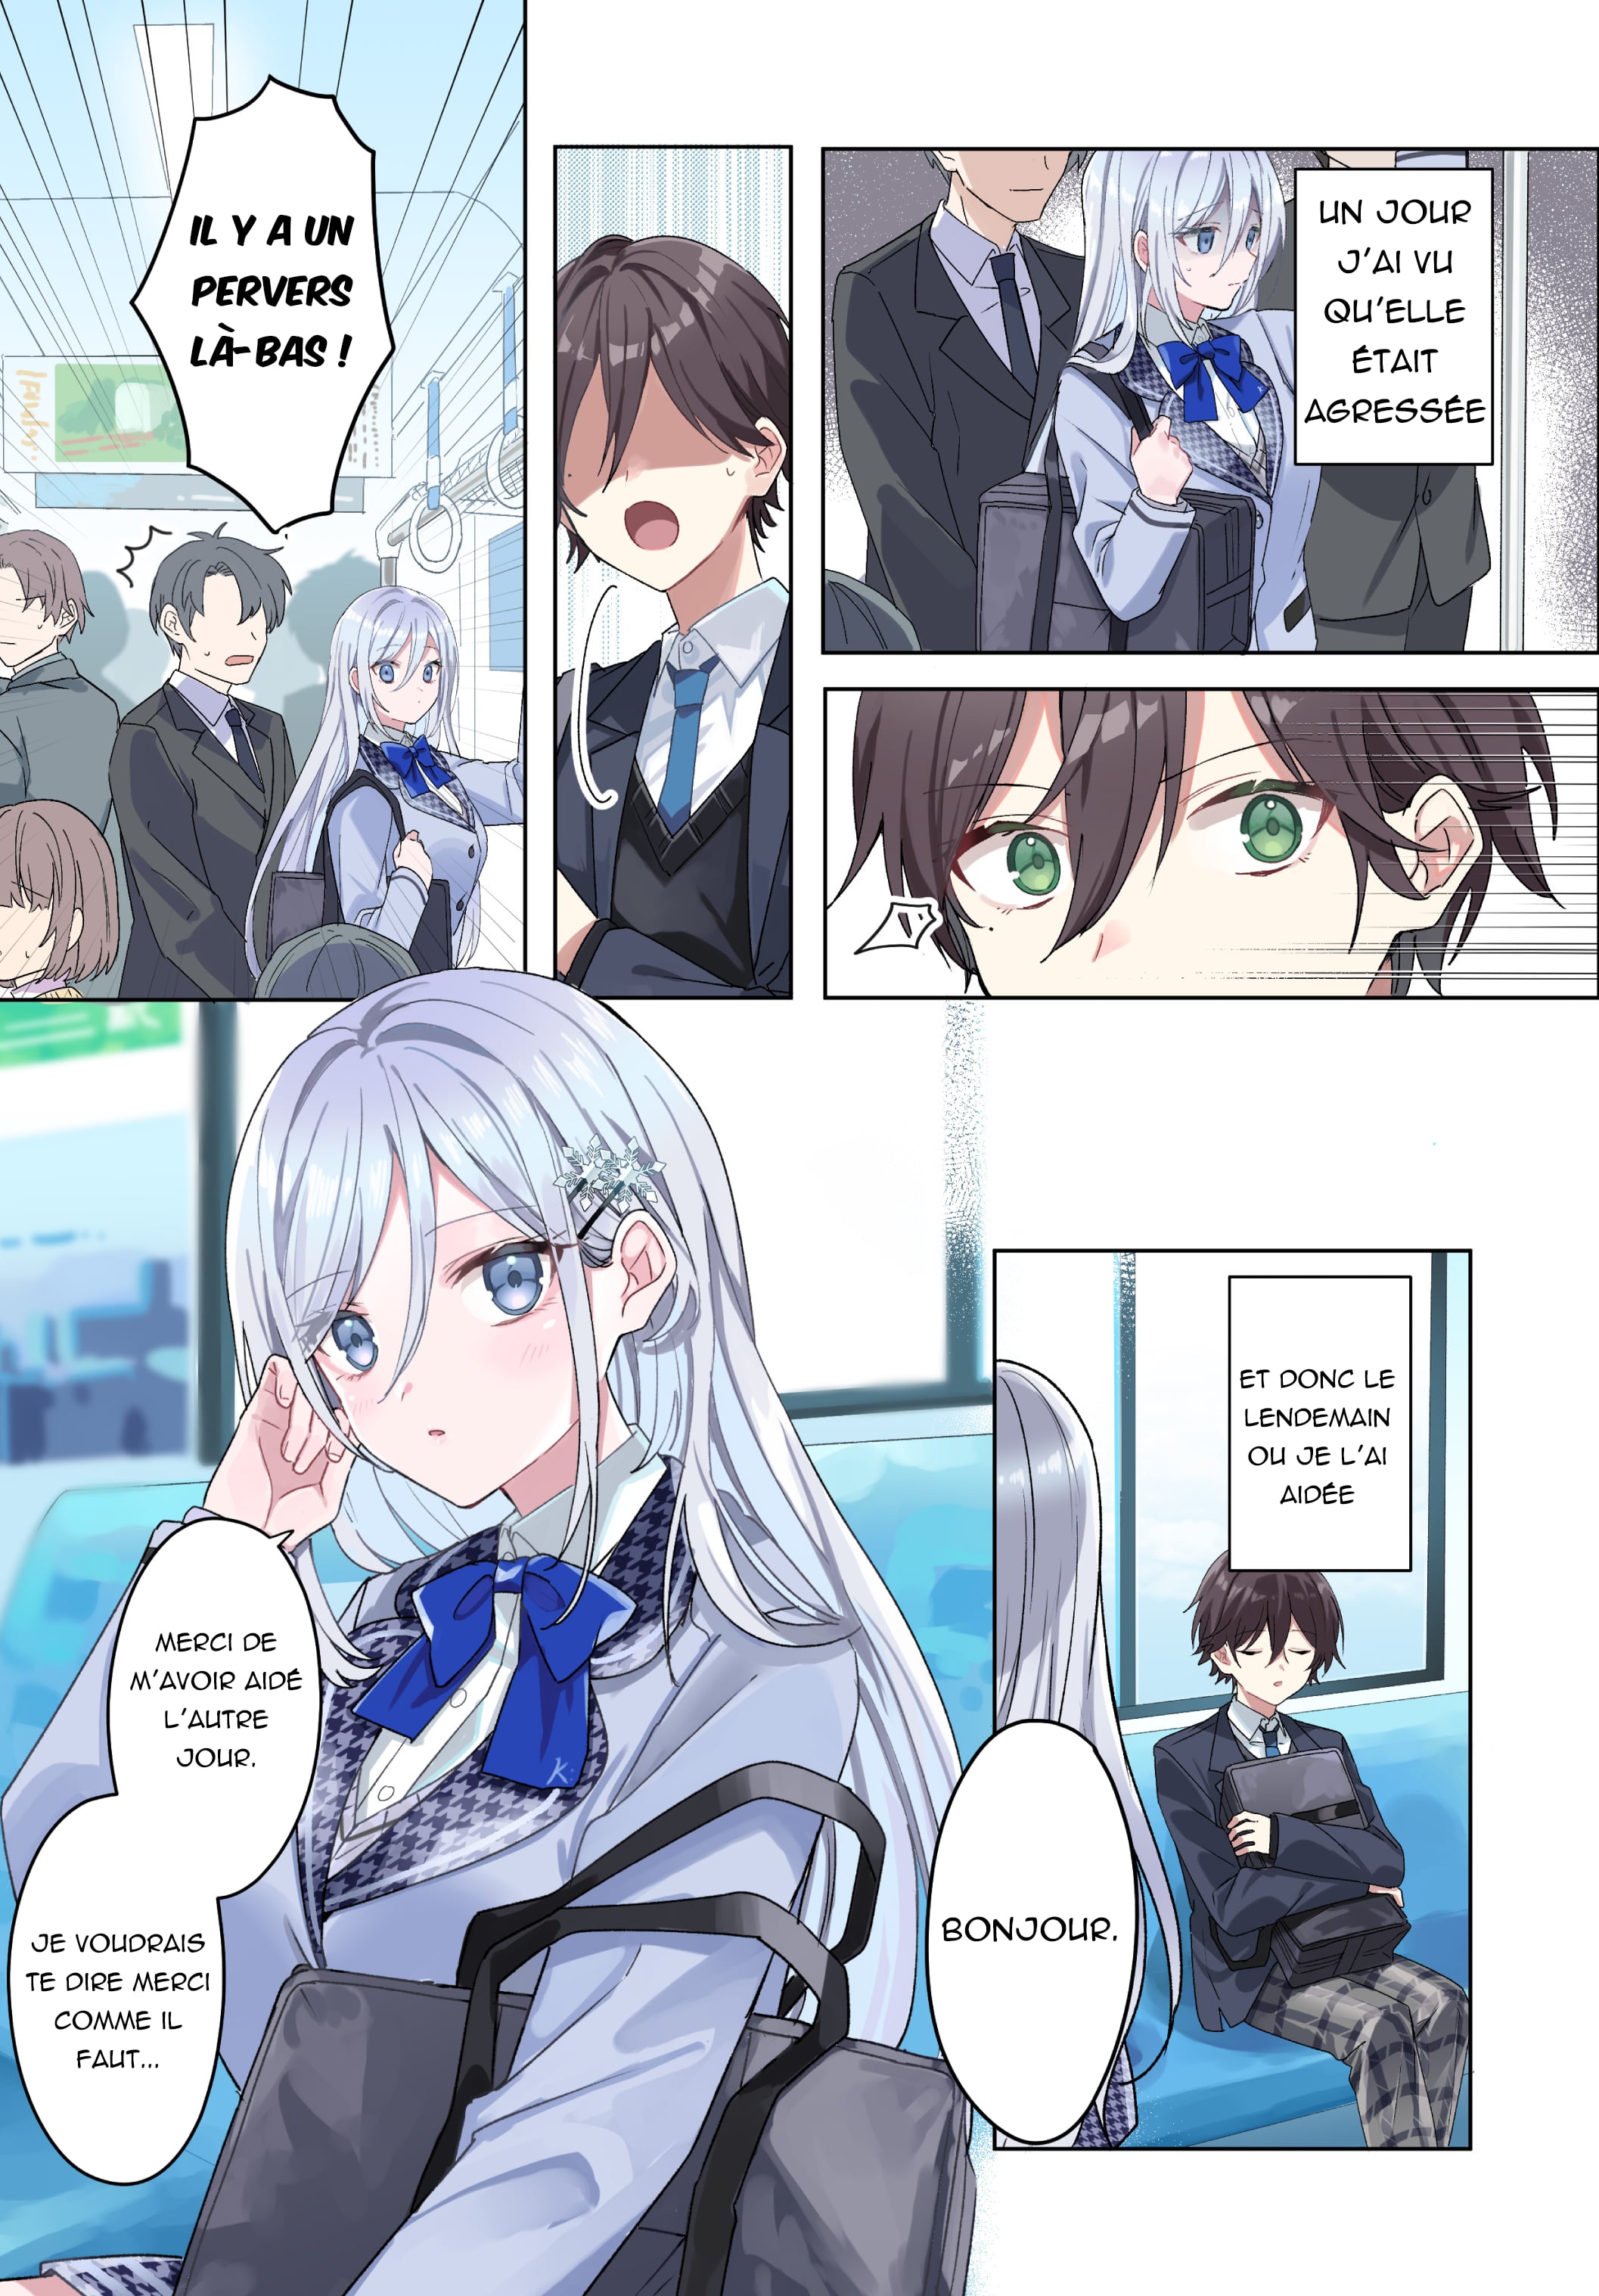 UN JOUR
J'AI VU
QU'ELLE
ÉTAIT
AGRESSÉE
IL Y A UN
PERVERS
LÀ-BAS !
ET DONC LE
LENDEMAIN
OU JE L'AI
AIDÉE
BONJOUR.
MERCI DE
M'AVOIR AIDÉ
L'AUTRE
JOUR.
JE VOUDRAIS
TE DIRE MERCI
COMME IL
FAUT...